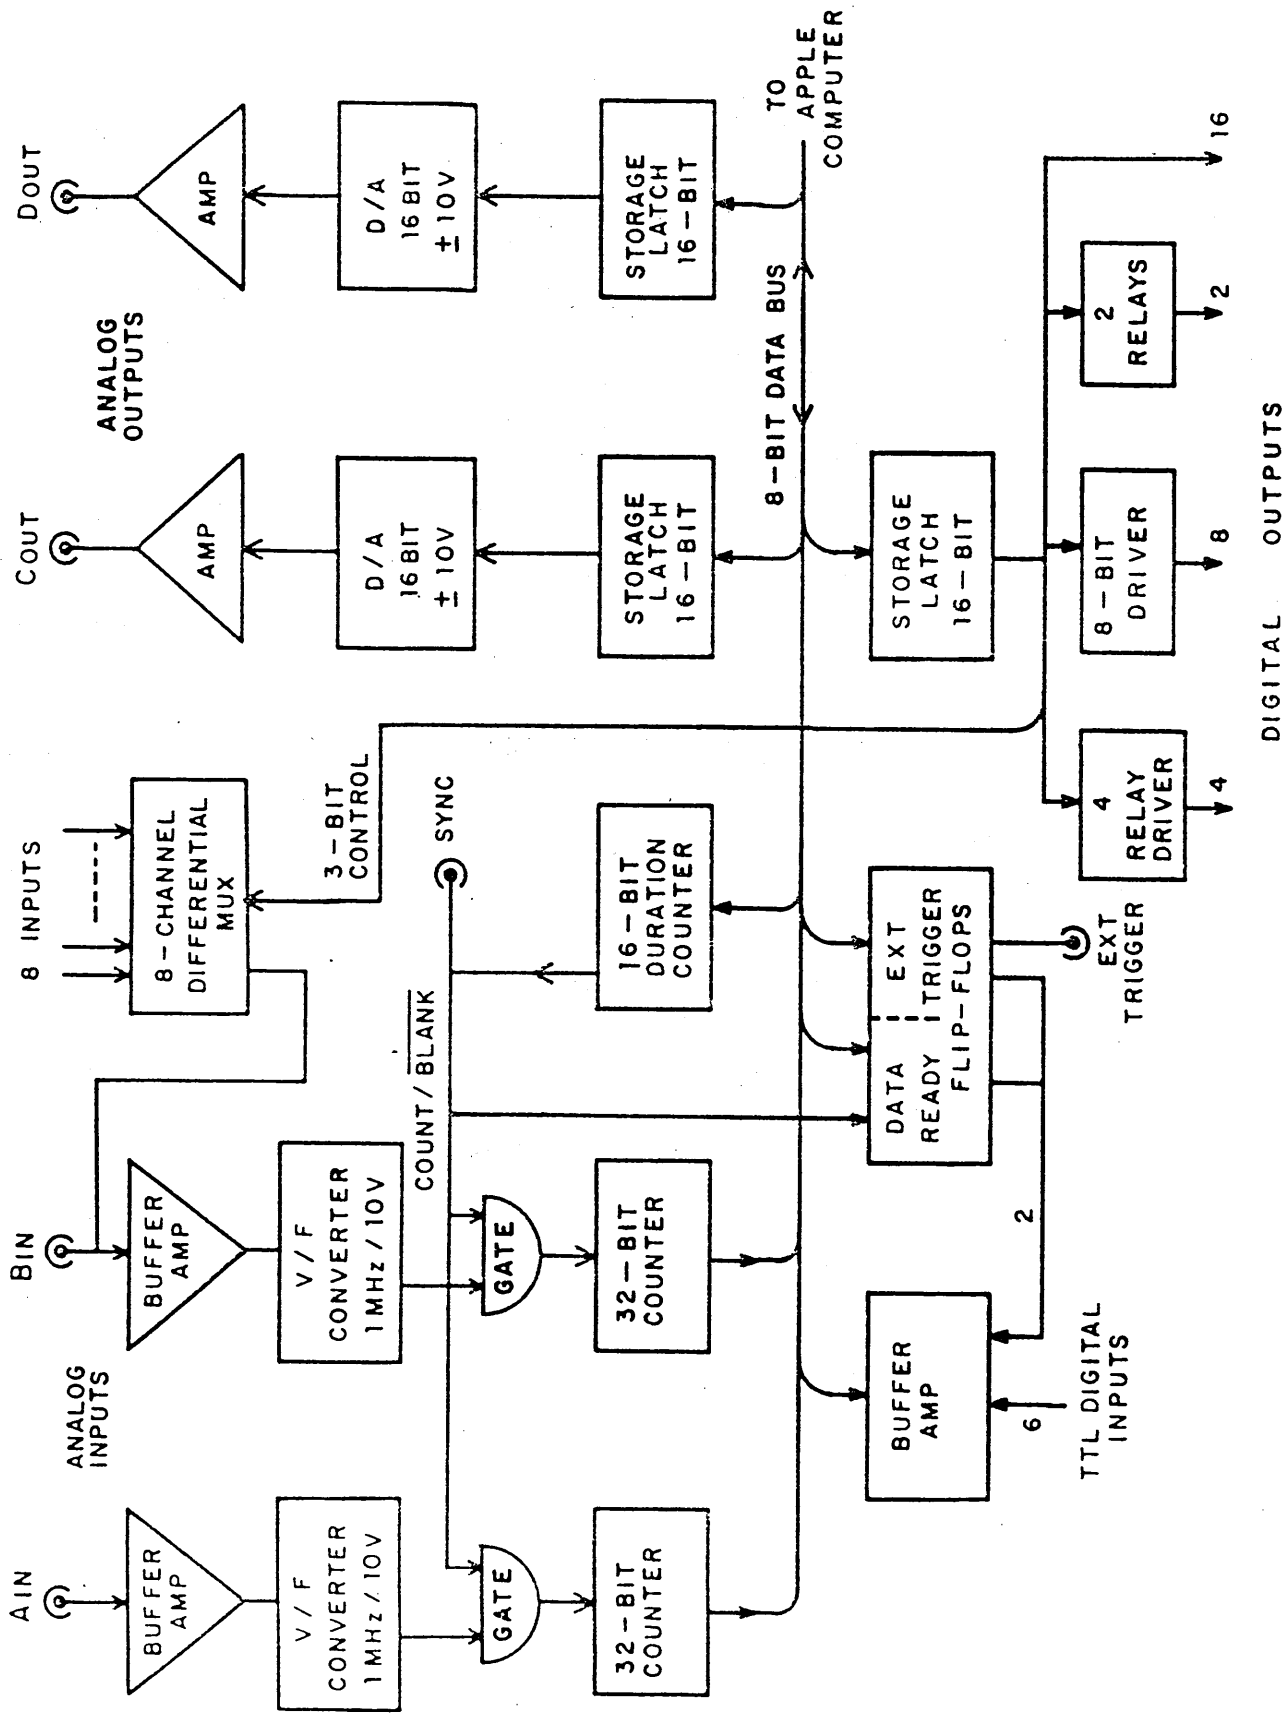 AIN
ANALOG
INPUTS
BIN
8 INPUTS
COUT
ANALOG
OUTPUTS
DOUT
BUFFER
AMP
BUFFER
AMP
8-CHANNEL
DIFFERENTIAL
MUX
AMP
AMP
V/F
CONVERTER
1MHz/10V
V/F
CONVERTER
1MHz/10V
3-BIT
CONTROL
D/A
16 BIT
± 10V
D/A
16 BIT
± 10V
COUNT/BLANK
SYNC
GATE
GATE
32-BIT
COUNTER
32-BIT
COUNTER
16-BIT
DURATION
COUNTER
STORAGE
LATCH
16-BIT
STORAGE
LATCH
16-BIT
8-BIT DATA BUS
TO
APPLE
COMPUTER
BUFFER
AMP
DATA
READY
EXT
TRIGGER
FLIP-FLOPS
STORAGE
LATCH
16-BIT
6
2
TTL DIGITAL
INPUTS
EXT
TRIGGER
4
RELAY
DRIVER
8-BIT
DRIVER
2
RELAYS
4
8
2
16
DIGITAL OUTPUTS